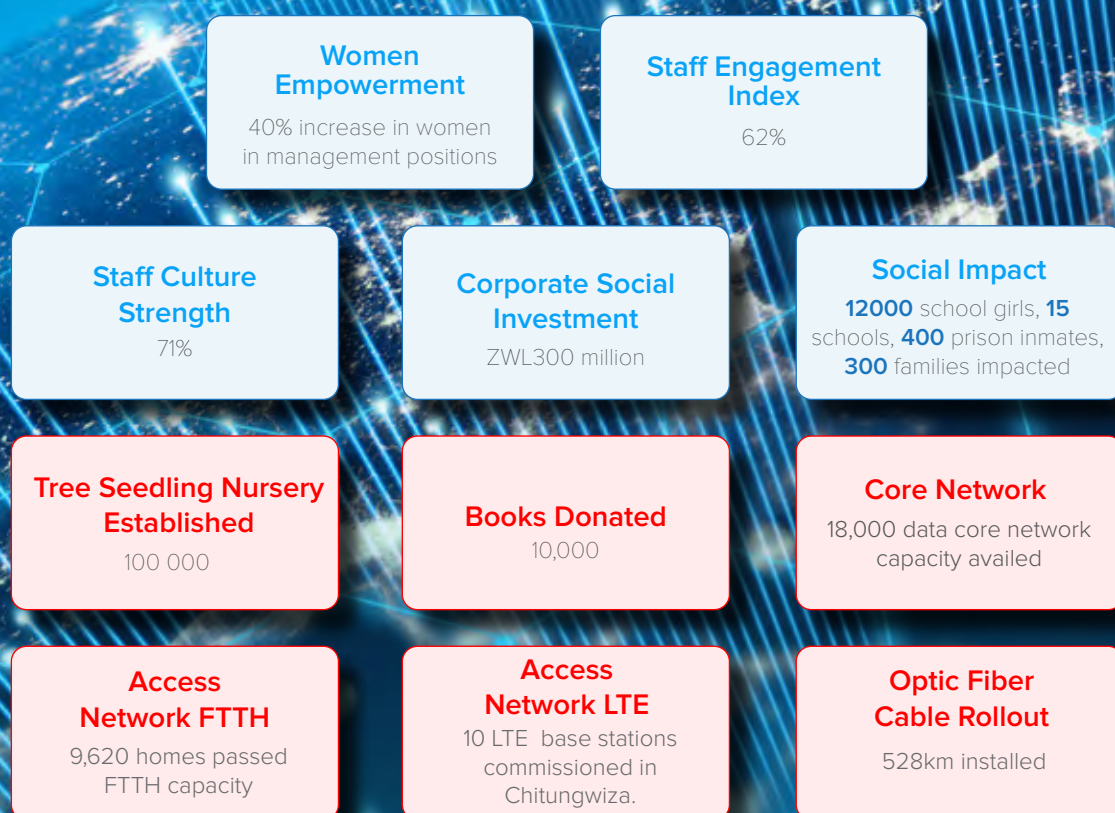 Women
Empowerment
40% increase in women
in management positions
Staff Engagement
Index
62%
Staff Culture
Strength
71%
Corporate Social
Investment
ZWL300 million
Social Impact
12000 school girls, 15
schools, 400 prison inmates,
300 families impacted
Tree Seedling Nursery
Established
100 000
Books Donated
10,000
Core Network
18,000 data core network
capacity availed
Access
Network FTTH
9,620 homes passed
FTTH capacity
Access
Network LTE
10 LTE  base stations
commissioned in
Chitungwiza.
Optic Fiber
Cable Rollout
528km installed